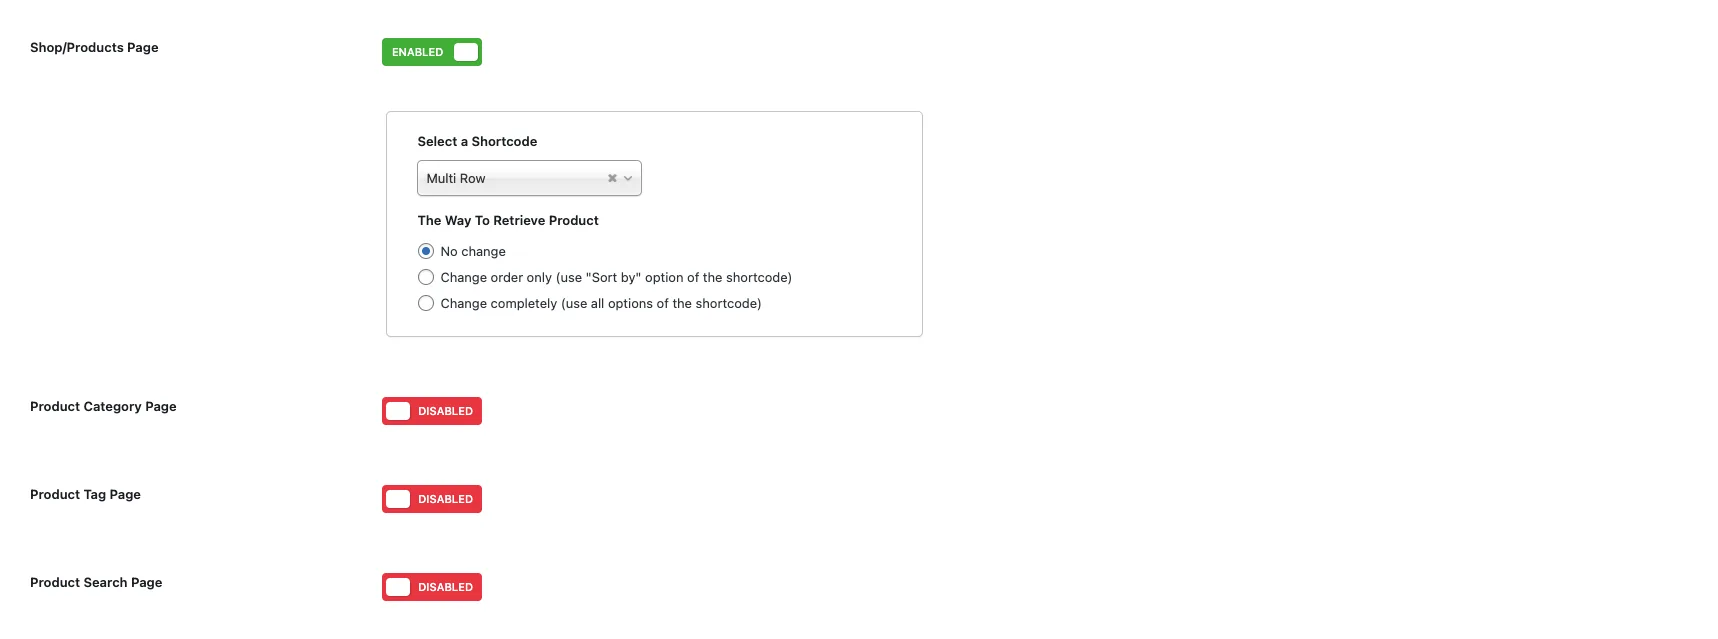 Shop/Products Page
ENABLED
Select a Shortcode
Multi Row
The Way To Retrieve Product
No change
Change order only (use "Sort by" option of the shortcode)
Change completely (use all options of the shortcode)
Product Category Page
DISABLED
Product Tag Page
DISABLED
Product Search Page
DISABLED